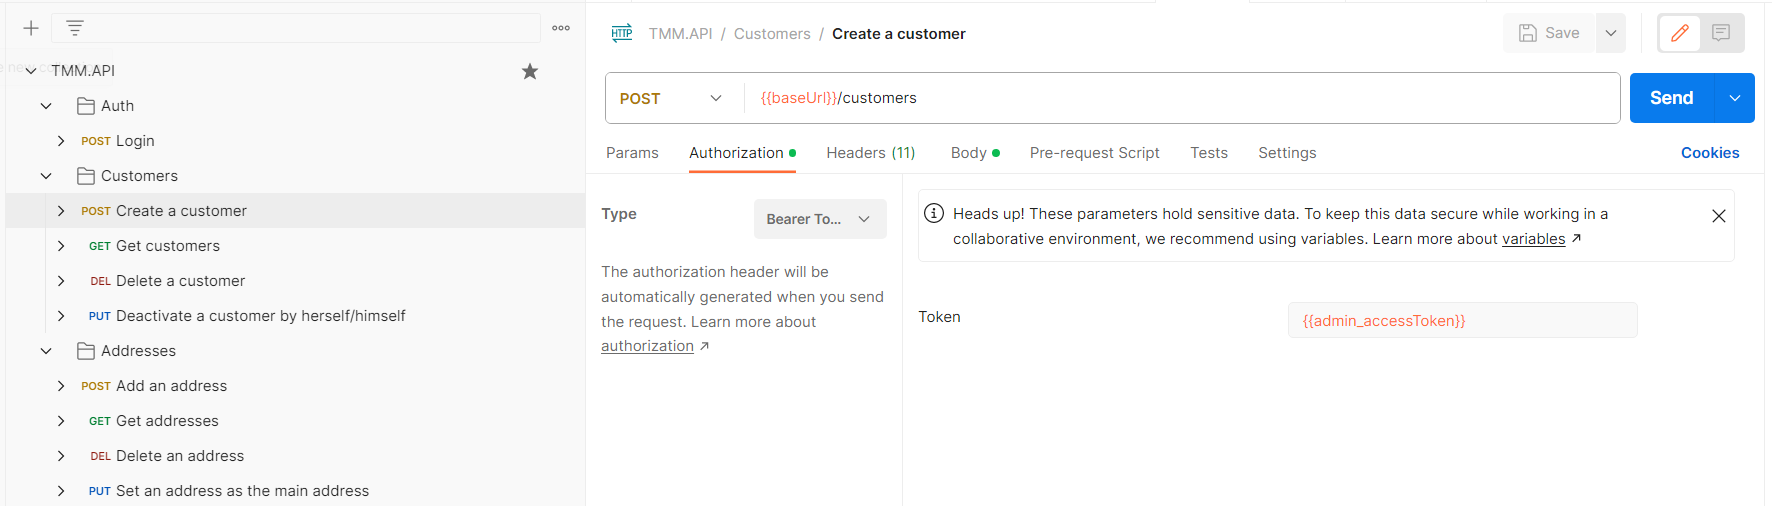 TMM.API
Auth
POST Login
Customers
POST Create a customer
GET Get customers
DEL Delete a customer
PUT Deactivate a customer by herself/himself
Addresses
POST Add an address
GET Get addresses
DEL Delete an address
PUT Set an address as the main address
HTTP TMM.API / Customers / Create a customer
Save
POST {{baseUrl}}/customers
Send
Params Authorization Headers (11) Body Pre-request Script Tests Settings Cookies
Type Bearer To...
The authorization header will be
automatically generated when you send
the request. Learn more about
authorization ↗
Heads up! These parameters hold sensitive data. To keep this data secure while working in a
collaborative environment, we recommend using variables. Learn more about variables ↗
Token {{admin_accessToken}}